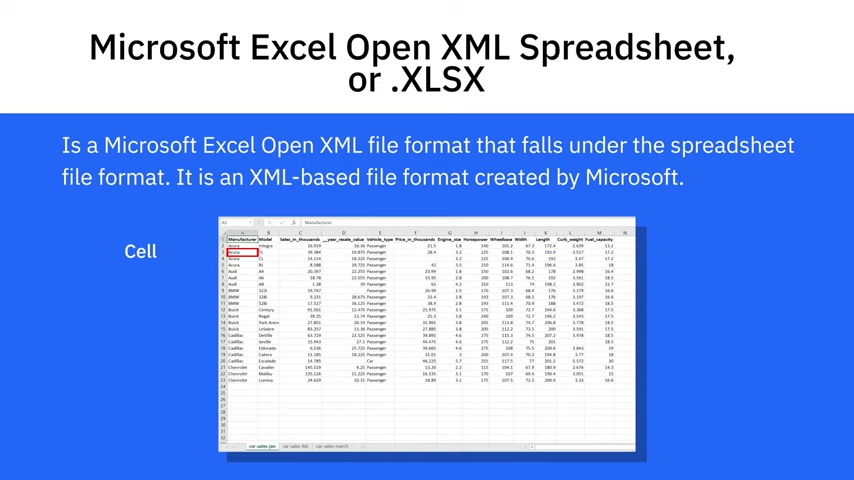 Microsoft Excel Open XML Spreadsheet,
or .XLSX
Is a Microsoft Excel Open XML file format that falls under the spreadsheet
file format. It is an XML-based file format created by Microsoft.
Cell
Manufacturer
Manufacturer Model Sales_in_thousands __year_resale_value Vehicle_type Price_in_thousands Engine_size Horsepower Wheelbase Width Length Curb_weight Fuel_capacity
Acura Integra 16.919 16.36 Passenger 21.5 1.8 140 101.2 67.3 172.4 2.639 13.2
Acura TL 39.384 19.875 Passenger 28.4 3.2 225 108.1 70.3 192.9 3.517 17.2
Acura CL 14.114 18.225 Passenger 3.2 225 106.9 70.6 192 3.47 17.2
Acura RL 8.588 29.725 Passenger 42 3.5 210 114.6 71.4 196.6 3.85 18
Audi A4 20.397 22.255 Passenger 23.99 1.8 150 102.6 68.2 178 2.998 16.4
Audi A6 18.78 23.555 Passenger 33.95 2.8 200 108.7 76.1 192 3.561 18.5
Audi A8 1.38 39 Passenger 62 4.2 310 113 74 198.2 3.902 23.7
BMW 323i 19.747 Passenger 26.99 2.5 170 107.3 68.4 176 3.179 16.6
BMW 328i 9.231 28.675 Passenger 33.4 2.8 193 107.3 68.5 176 3.197 16.6
BMW 528i 17.527 36.125 Passenger 38.9 2.8 193 111.4 70.9 188 3.472 18.5
Buick Century 91.561 12.475 Passenger 21.975 3.1 175 109 72.7 194.6 3.368 17.5
Buick Regal 39.35 13.74 Passenger 25.3 3.8 240 109 72.7 196.2 3.543 17.5
Buick Park Avenu 27.851 20.19 Passenger 31.965 3.8 205 113.8 74.7 206.8 3.778 18.5
Buick LeSabre 83.257 13.36 Passenger 27.885 3.8 205 112.2 73.5 200 3.591 17.5
Cadillac DeVille 63.729 22.525 Passenger 39.895 4.6 275 115.3 74.5 207.2 3.978 18.5
Cadillac Seville 15.943 27.1 Passenger 44.475 4.6 275 112.2 75 201 18.5
Cadillac Eldorado 6.536 25.725 Passenger 39.665 4.6 275 108 75.5 200.6 3.843 19
Cadillac Catera 11.185 18.225 Passenger 31.01 3 200 107.4 70.3 194.8 3.77 18
Cadillac Escalade 14.785 Car 46.225 5.7 255 117.5 77 201.2 5.572 30
Chevrolet Cavalier 145.519 9.25 Passenger 13.26 2.2 115 104.1 67.9 180.9 2.676 14.3
Chevrolet Malibu 135.126 11.225 Passenger 16.535 3.1 170 107 69.4 190.4 3.051 15
Chevrolet Lumina 24.629 10.31 Passenger 18.89 3.1 175 107.5 72.5 200.9 3.33 16.6
car-sales-jan car-sales-feb car-sales-march